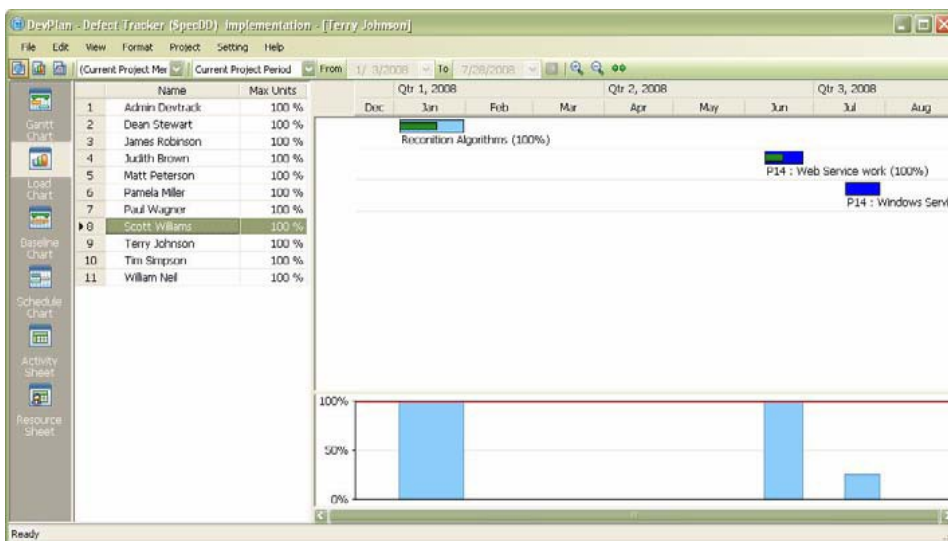 DevPlan - Defect Tracker (SpecDD) Implementation - [Terry Johnson]
File Edit View Format Project Setting Help
(Current Project Mer Current Project Period From 1/ 3/2008 To 7/28/2008
Gantt
Chart
Load
Chart
Baseline
Chart
Schedule
Chart
Activity
Sheet
Resource
Sheet
Name Max Units
1 Admin Devtrack 100 %
2 Dean Stewart 100 %
3 James Robinson 100 %
4 Judith Brown 100 %
5 Matt Peterson 100 %
6 Pamela Miller 100 %
7 Paul Wagner 100 %
8 Scott Williams 100 %
9 Terry Johnson 100 %
10 Tim Simpson 100 %
11 William Neil 100 %
Qtr 1, 2008 Qtr 2, 2008 Qtr 3, 2008
Dec Jan Feb Mar Apr May Jun Jul Aug
Reconition Algorithms (100%)
P14 : Web Service work (100%)
P14 : Windows Servi
100%
50%
0%
Ready